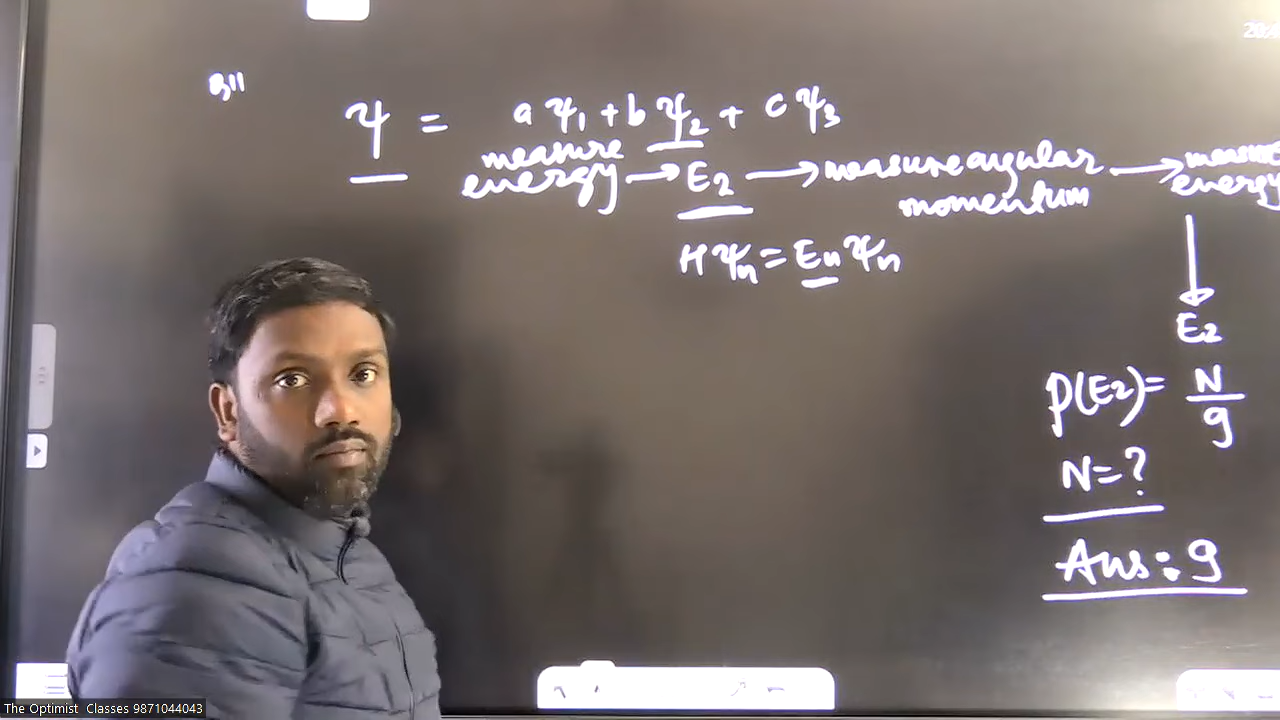 Q11
ψ = aψ₁ + bψ₂ + cψ₃
measure energy → E₂ → measure angular momentum → measure energy
Hψₙ = Eₙψₙ
↓
E₂
P(E₂) = N/9
N = ?
Ans: 9
The Optimist Classes 9871044043